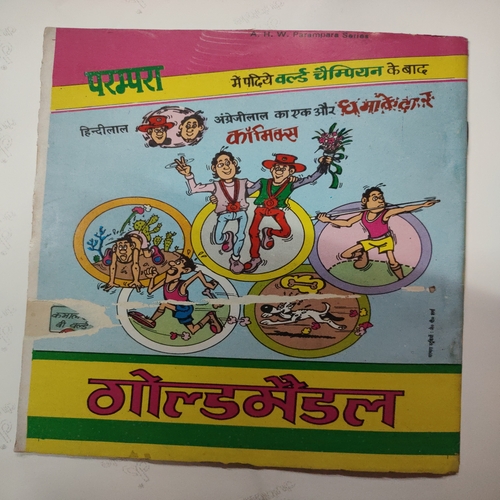 A. H. W. Parampara Series
परम्परा
में पढिये वर्ल्ड चैम्पियन के बाद
हिन्दीलाल अंग्रेजीलाल का एक और धमाकेदार
कॉमिक्स
गोल्डमैडल